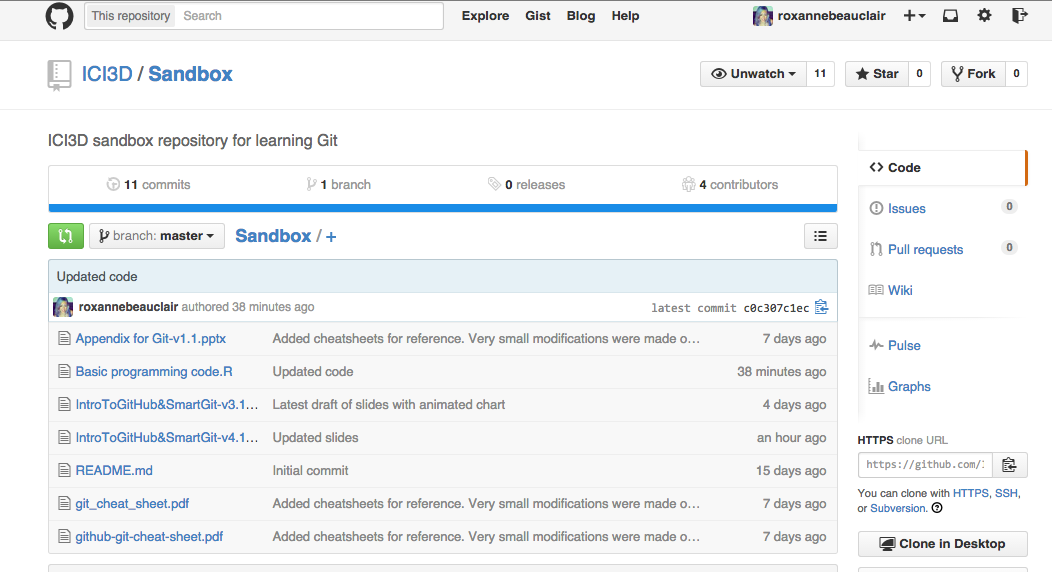 This repository Search Explore Gist Blog Help roxannebeauclair
ICI3D / Sandbox Unwatch 11 Star 0 Fork 0
ICI3D sandbox repository for learning Git
11 commits 1 branch 0 releases 4 contributors
branch: master Sandbox / +
Updated code
roxannebeauclair authored 38 minutes ago latest commit c0c307c1ec
Appendix for Git-v1.1.pptx Added cheatsheets for reference. Very small modifications were made o… 7 days ago
Basic programming code.R Updated code 38 minutes ago
IntroToGitHub&SmartGit-v3.1… Latest draft of slides with animated chart 4 days ago
IntroToGitHub&SmartGit-v4.1… Updated slides an hour ago
README.md Initial commit 15 days ago
git_cheat_sheet.pdf Added cheatsheets for reference. Very small modifications were made o… 7 days ago
github-git-cheat-sheet.pdf Added cheatsheets for reference. Very small modifications were made o… 7 days ago
Code
Issues 0
Pull requests 0
Wiki
Pulse
Graphs
HTTPS clone URL
https://github.com/
You can clone with HTTPS, SSH,
or Subversion.
Clone in Desktop